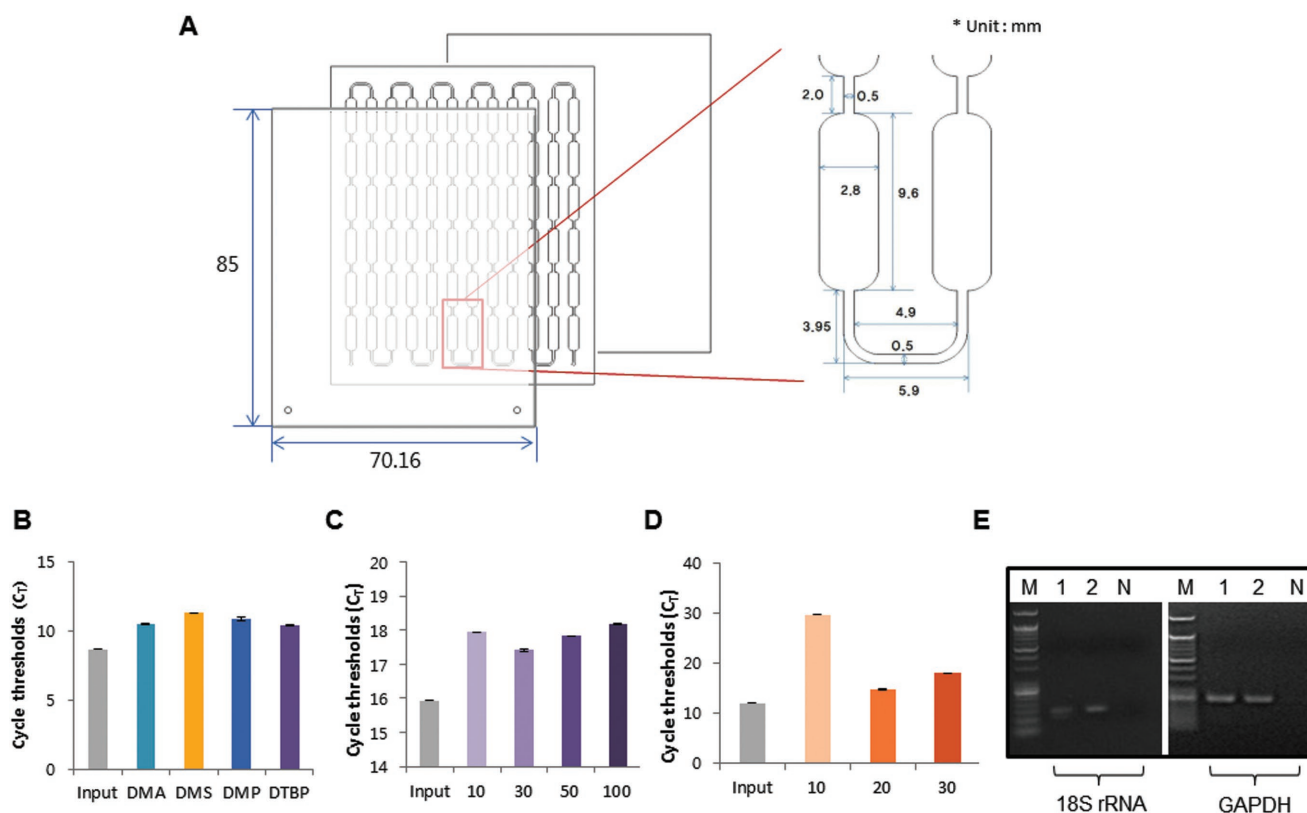 A
* Unit : mm
2.0
0.5
2.8
9.6
85
3.95
4.9
0.5
5.9
70.16
B
Cycle thresholds (CT)
15
10
5
0
Input DMA DMS DMP DTBP
C
Cycle thresholds (CT)
20
19
18
17
16
15
14
Input 10 30 50 100
D
Cycle thresholds (CT)
40
30
20
10
0
Input 10 20 30
E
M 1 2 N M 1 2 N
18S rRNA GAPDH